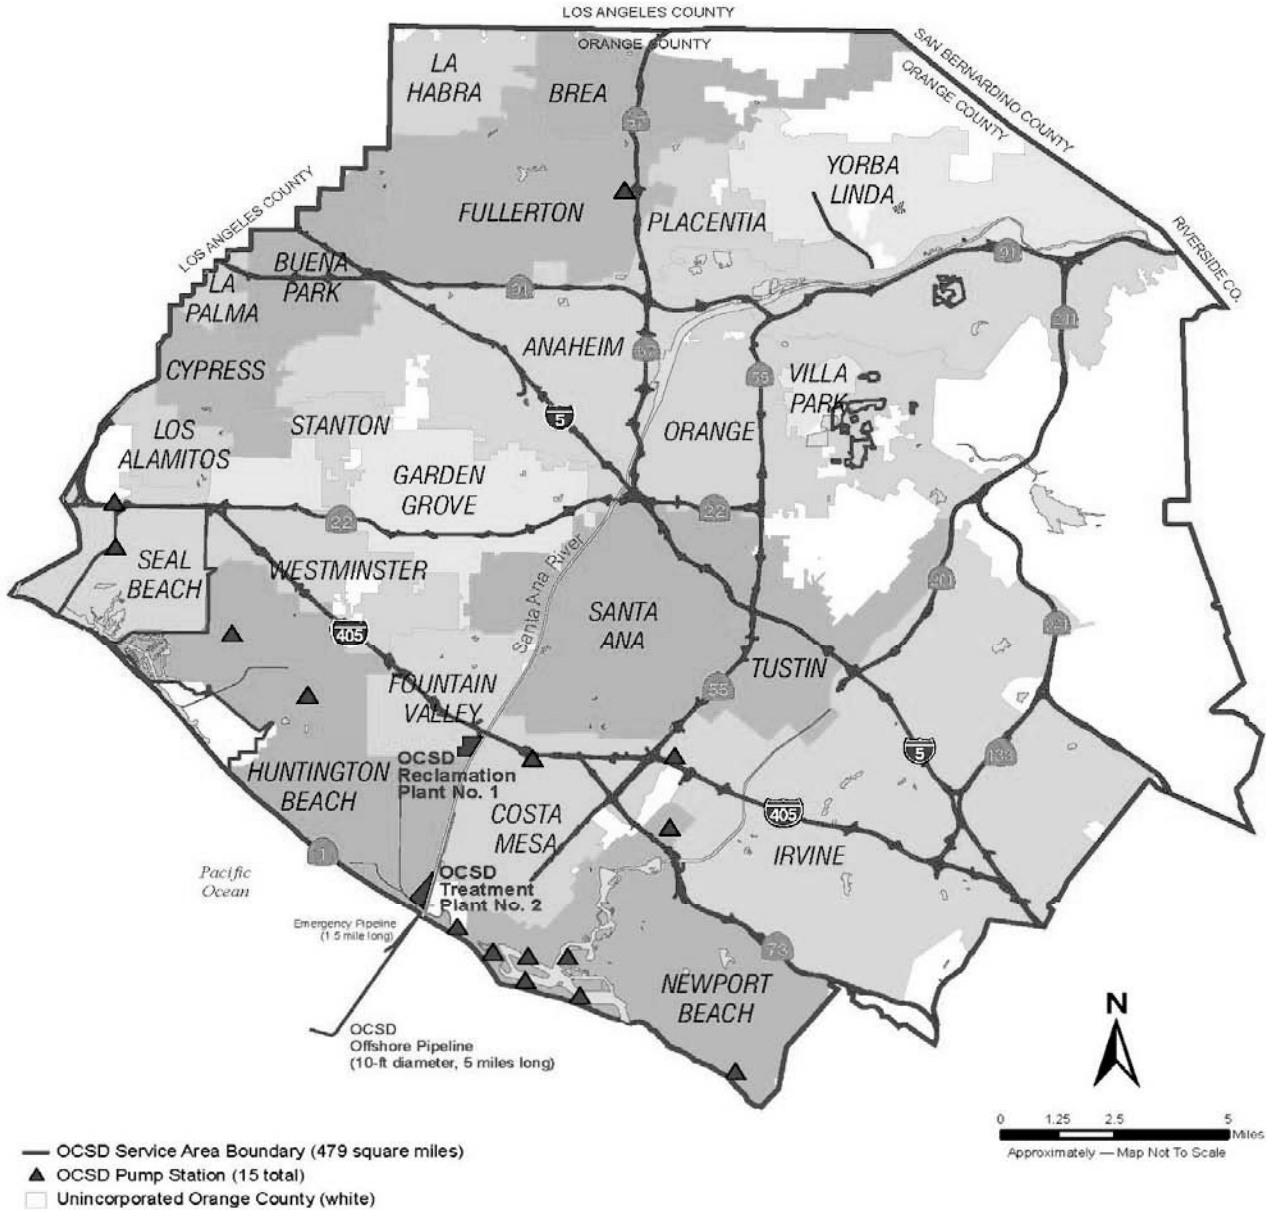 LOS ANGELES COUNTY
ORANGE COUNTY
SAN BERNARDINO COUNTY
ORANGE COUNTY
LA
HABRA
BREA
57
YORBA
LINDA
LOS ANGELES COUNTY
FULLERTON
PLACENTIA
RIVERSIDE CO.
BUENA
PARK
LA
PALMA
91
91
241
ANAHEIM
57
CYPRESS
55
VILLA
PARK
STANTON
5
ORANGE
LOS
ALAMITOS
GARDEN
GROVE
22
22
SEAL
BEACH
WESTMINSTER
Santa Ana River
SANTA
ANA
405
TUSTIN
FOUNTAIN
VALLEY
55
5
133
OCSD
Reclamation
Plant No. 1
HUNTINGTON
BEACH
COSTA
MESA
405
IRVINE
1
Pacific
Ocean
OCSD
Treatment
Plant No. 2
Emergency Pipeline
(1.5 mile long)
73
NEWPORT
BEACH
OCSD
Offshore Pipeline
(10-ft diameter, 5 miles long)
N
0 1.25 2.5 5
Miles
Approximately — Map Not To Scale
OCSD Service Area Boundary (479 square miles)
OCSD Pump Station (15 total)
Unincorporated Orange County (white)